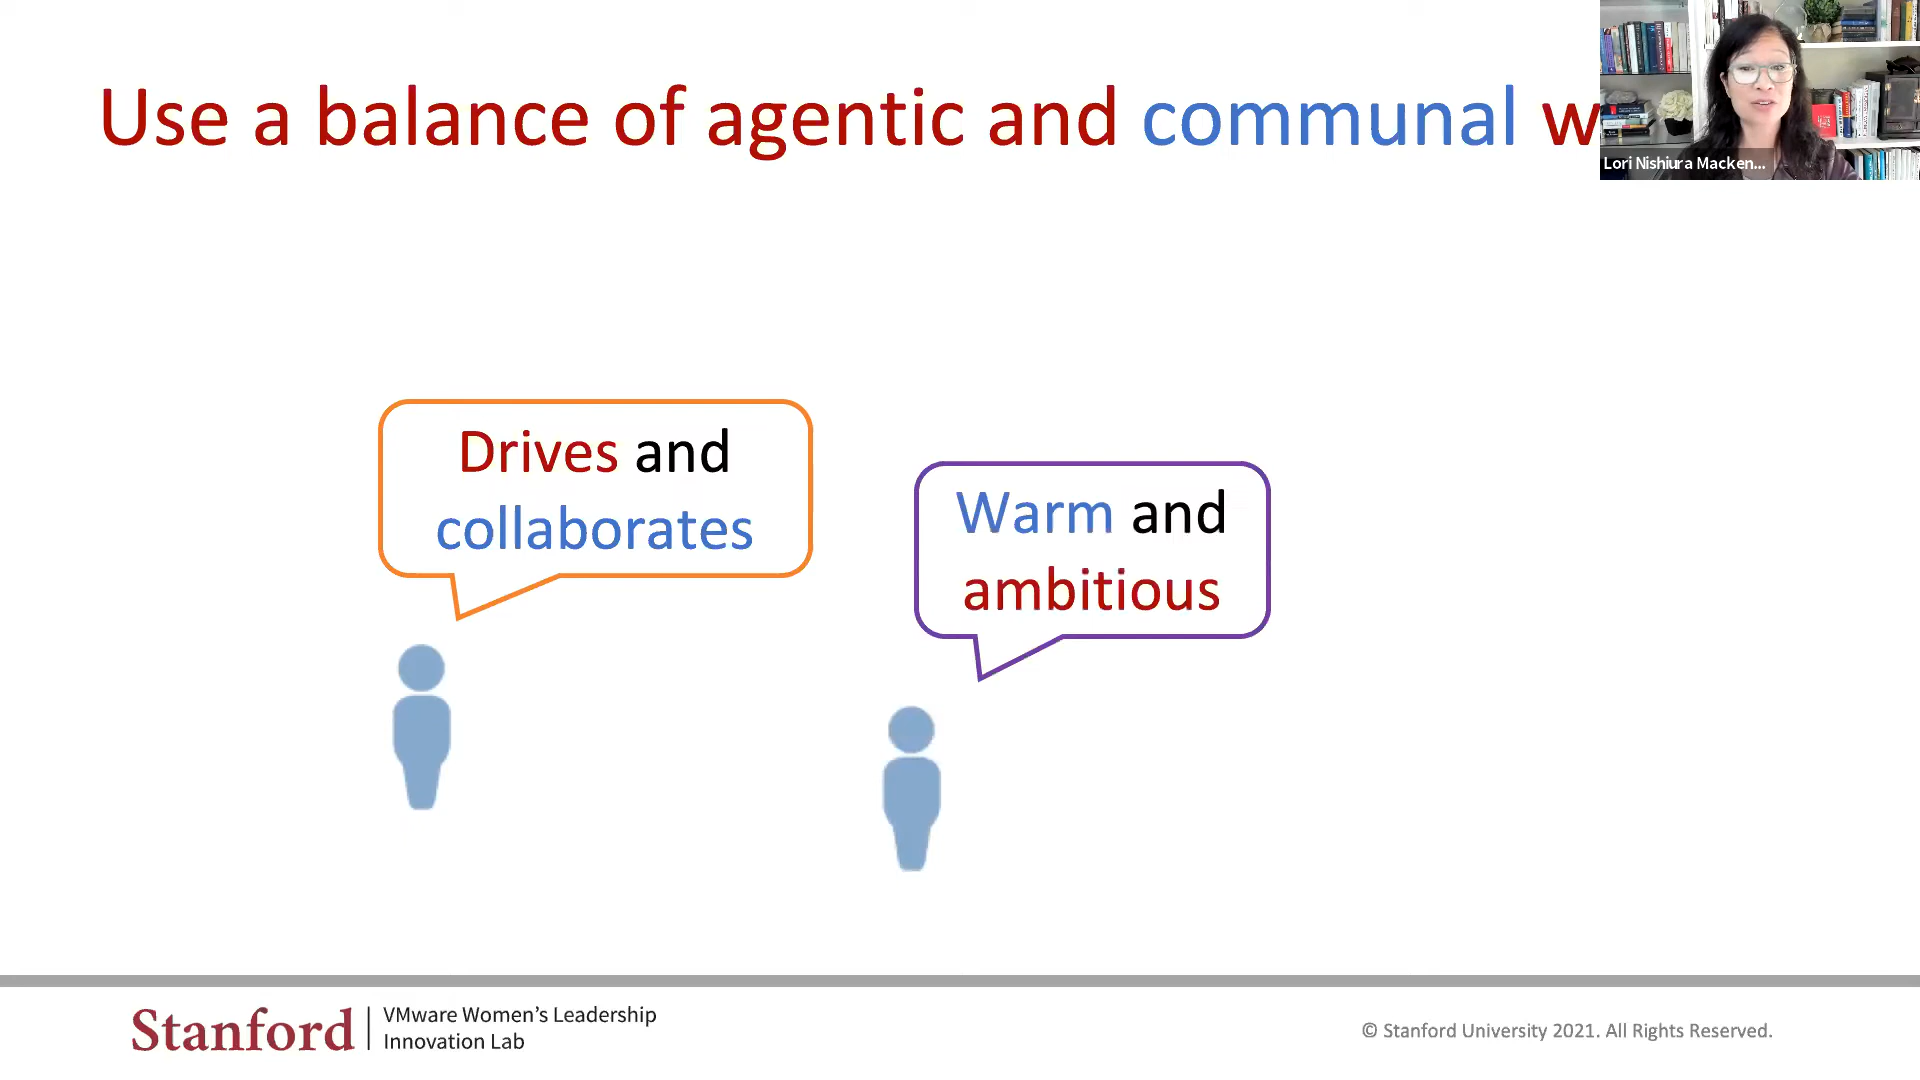 Use a balance of agentic and communal w
Lori Nishiura Macken...
Drives and
collaborates
Warm and
ambitious
Stanford
VMware Women's Leadership
Innovation Lab
© Stanford University 2021. All Rights Reserved.